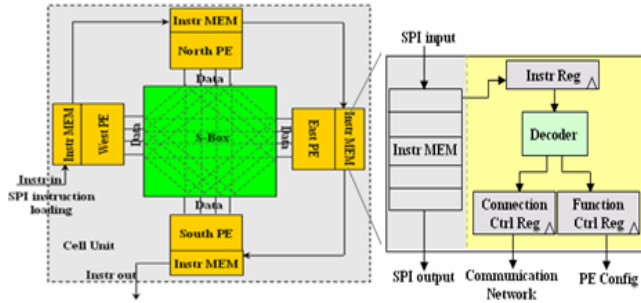 Instr MEM
North PE
Data
Instr MEM
West PE
Data
S-Box
Data
East PE
Instr MEM
Instr in
SPI instruction
loading
Data
South PE
Instr MEM
Cell Unit
Instr out
SPI input
Instr Reg
Decoder
Instr MEM
Connection
Ctrl Reg
Function
Ctrl Reg
SPI output
Communication
Network
PE Config